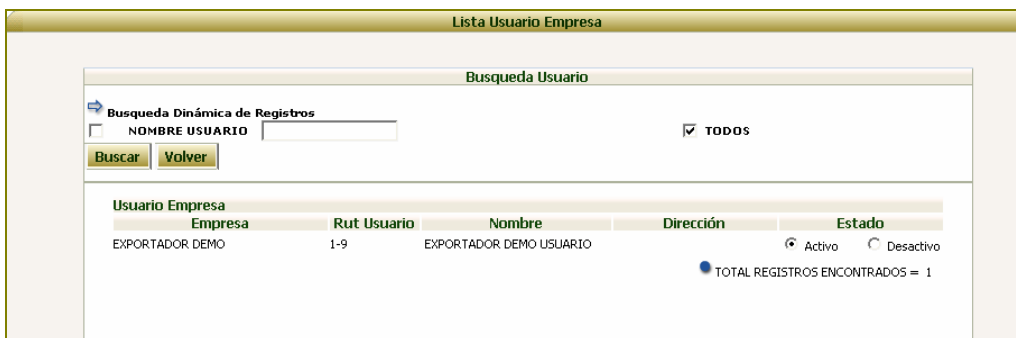 Lista Usuario Empresa
Busqueda Usuario
Busqueda Dinámica de Registros
NOMBRE USUARIO TODOS
Buscar Volver
Usuario Empresa
Empresa Rut Usuario Nombre Dirección Estado
EXPORTADOR DEMO 1-9 EXPORTADOR DEMO USUARIO Activo Desactivo
TOTAL REGISTROS ENCONTRADOS = 1